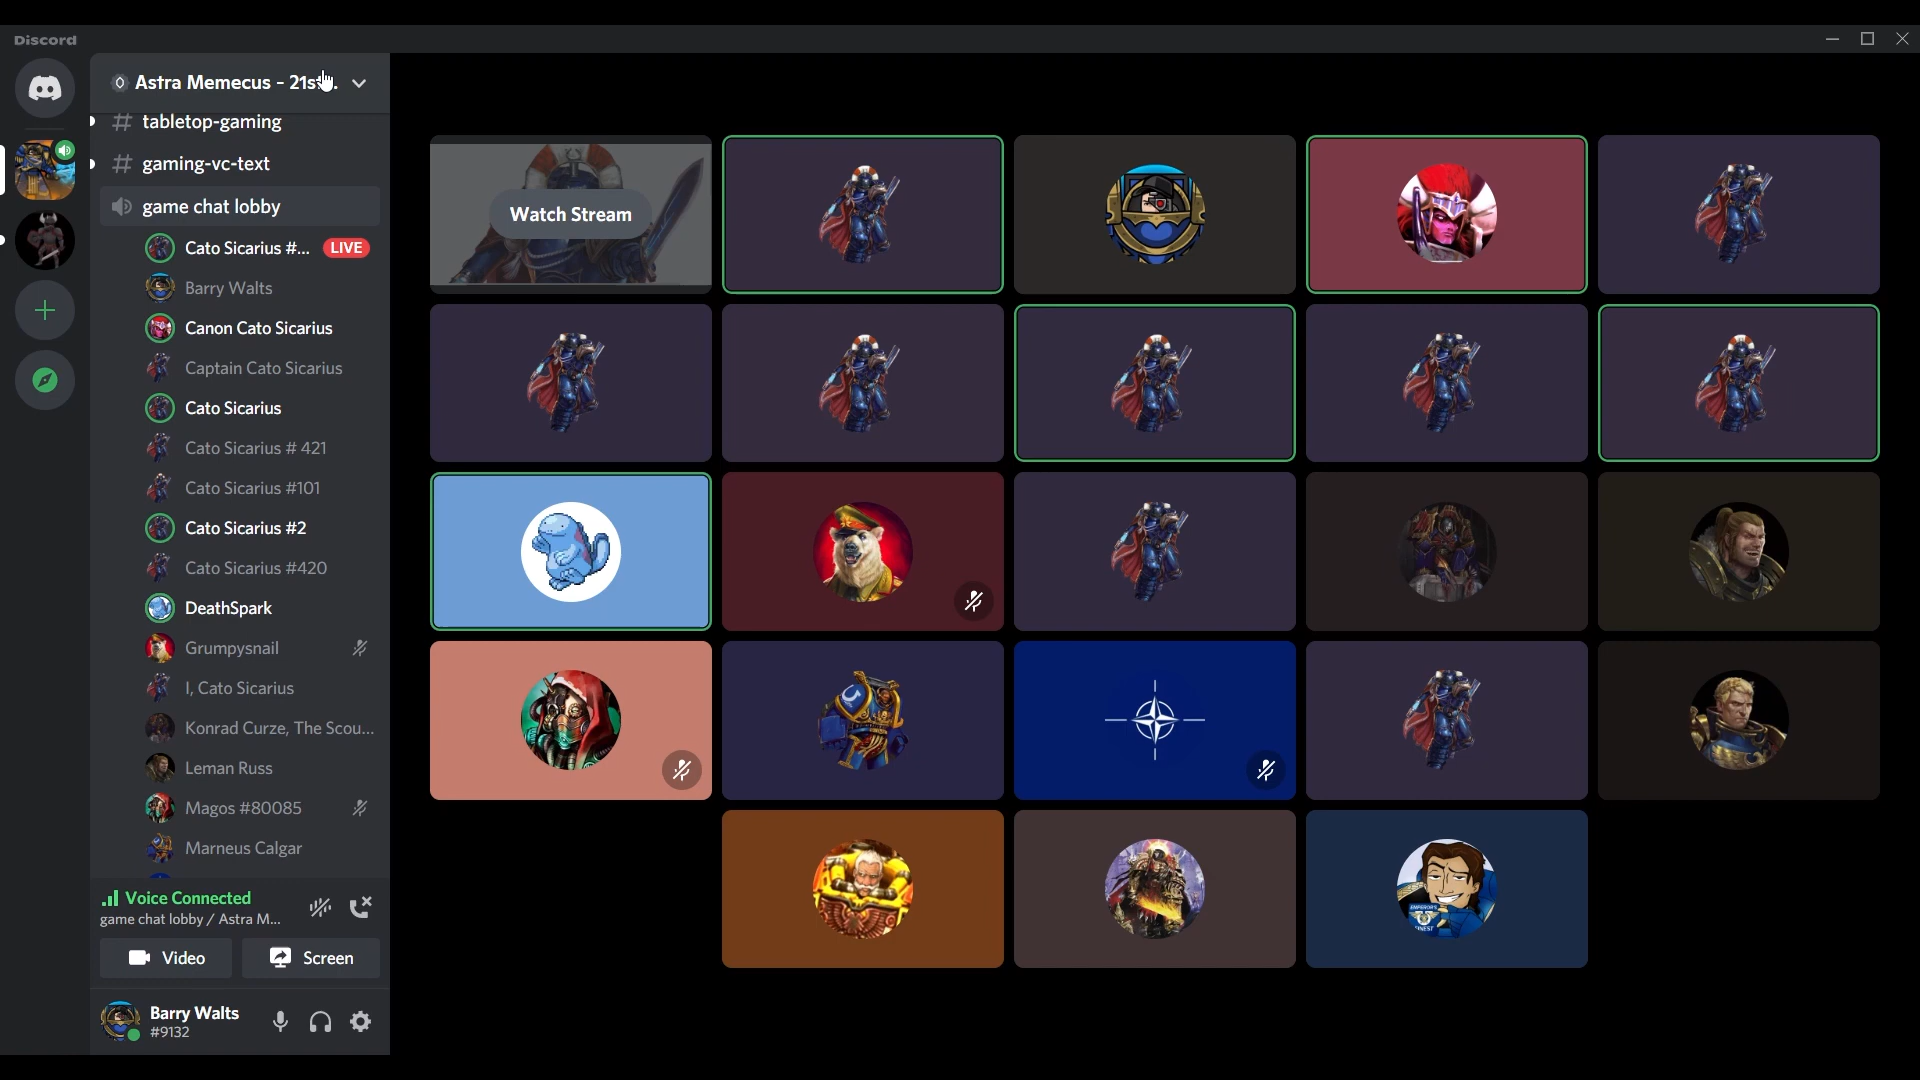 Discord
Astra Memecus - 21st...
# tabletop-gaming
# gaming-vc-text
game chat lobby
Cato Sicarius #... LIVE
Barry Walts
Canon Cato Sicarius
Captain Cato Sicarius
Cato Sicarius
Cato Sicarius # 421
Cato Sicarius #101
Cato Sicarius #2
Cato Sicarius #420
DeathSpark
Grumpysnail
I, Cato Sicarius
Konrad Curze, The Scou...
Leman Russ
Magos #80085
Marneus Calgar
Voice Connected
game chat lobby / Astra M...
Video
Screen
Barry Walts
#9132
Watch Stream
EMPEROR'S